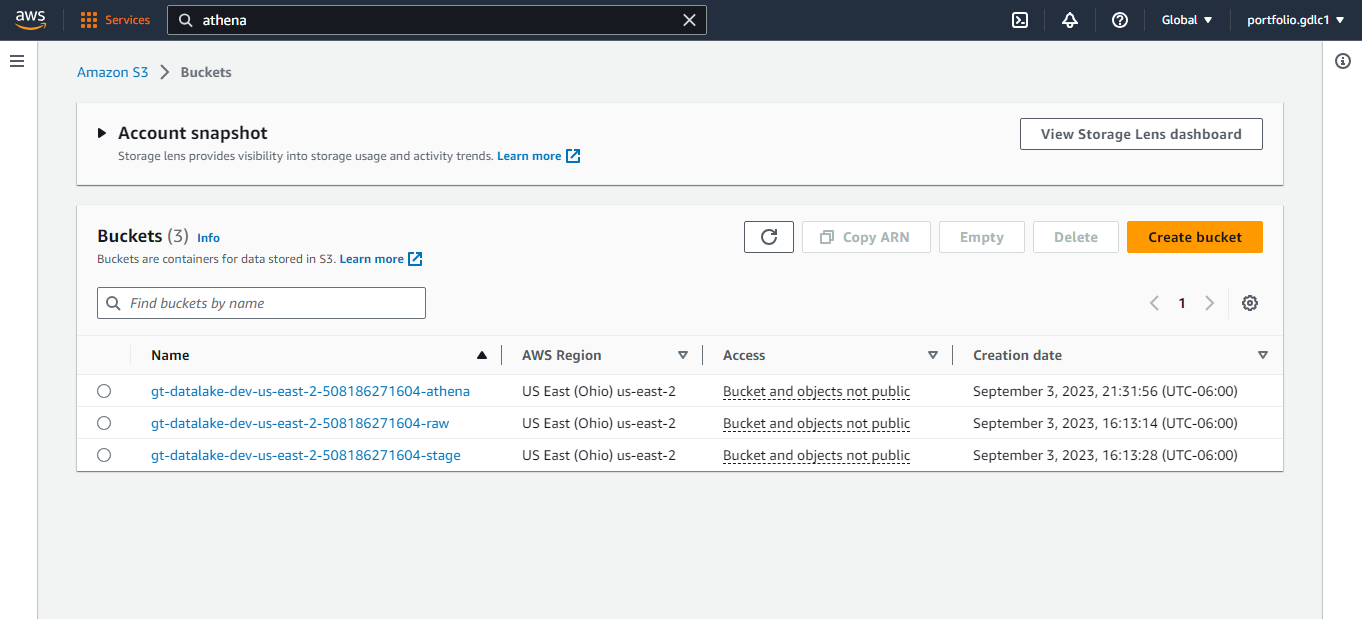 aws Services athena Global portfolio.gdlc1
Amazon S3 Buckets
Account snapshot
View Storage Lens dashboard
Storage lens provides visibility into storage usage and activity trends. Learn more
Buckets (3) Info
Copy ARN Empty Delete Create bucket
Buckets are containers for data stored in S3. Learn more
Find buckets by name
1
Name AWS Region Access Creation date
gt-datalake-dev-us-east-2-508186271604-athena US East (Ohio) us-east-2 Bucket and objects not public September 3, 2023, 21:31:56 (UTC-06:00)
gt-datalake-dev-us-east-2-508186271604-raw US East (Ohio) us-east-2 Bucket and objects not public September 3, 2023, 16:13:14 (UTC-06:00)
gt-datalake-dev-us-east-2-508186271604-stage US East (Ohio) us-east-2 Bucket and objects not public September 3, 2023, 16:13:28 (UTC-06:00)